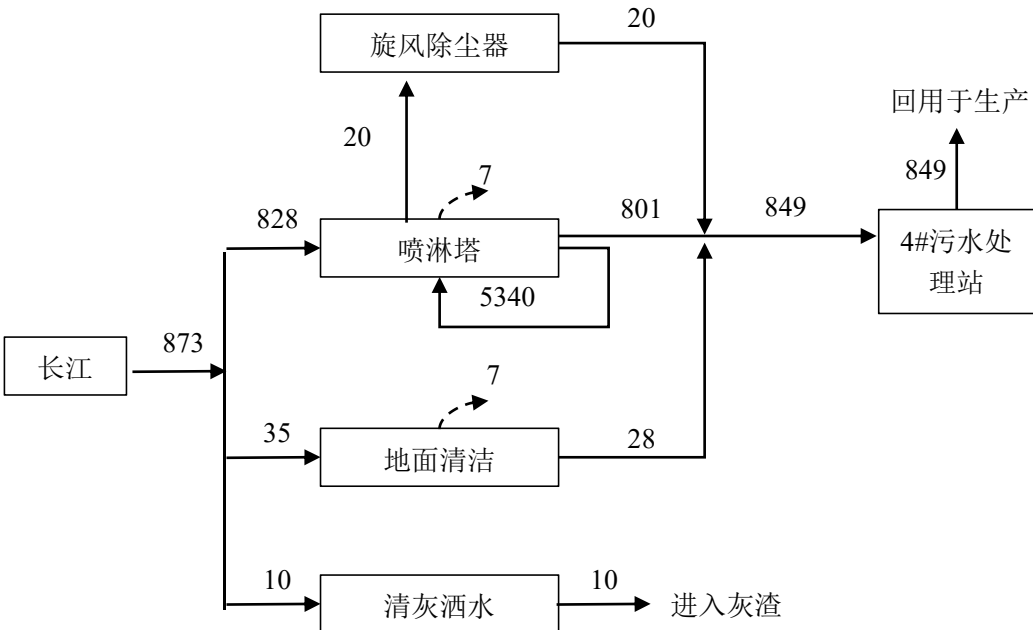 20
旋风除尘器
回用于生产
20
849
7
828
801
849
喷淋塔
4#污水处
理站
5340
873
长江
7
35
28
地面清洁
10
10
清灰洒水
进入灰渣